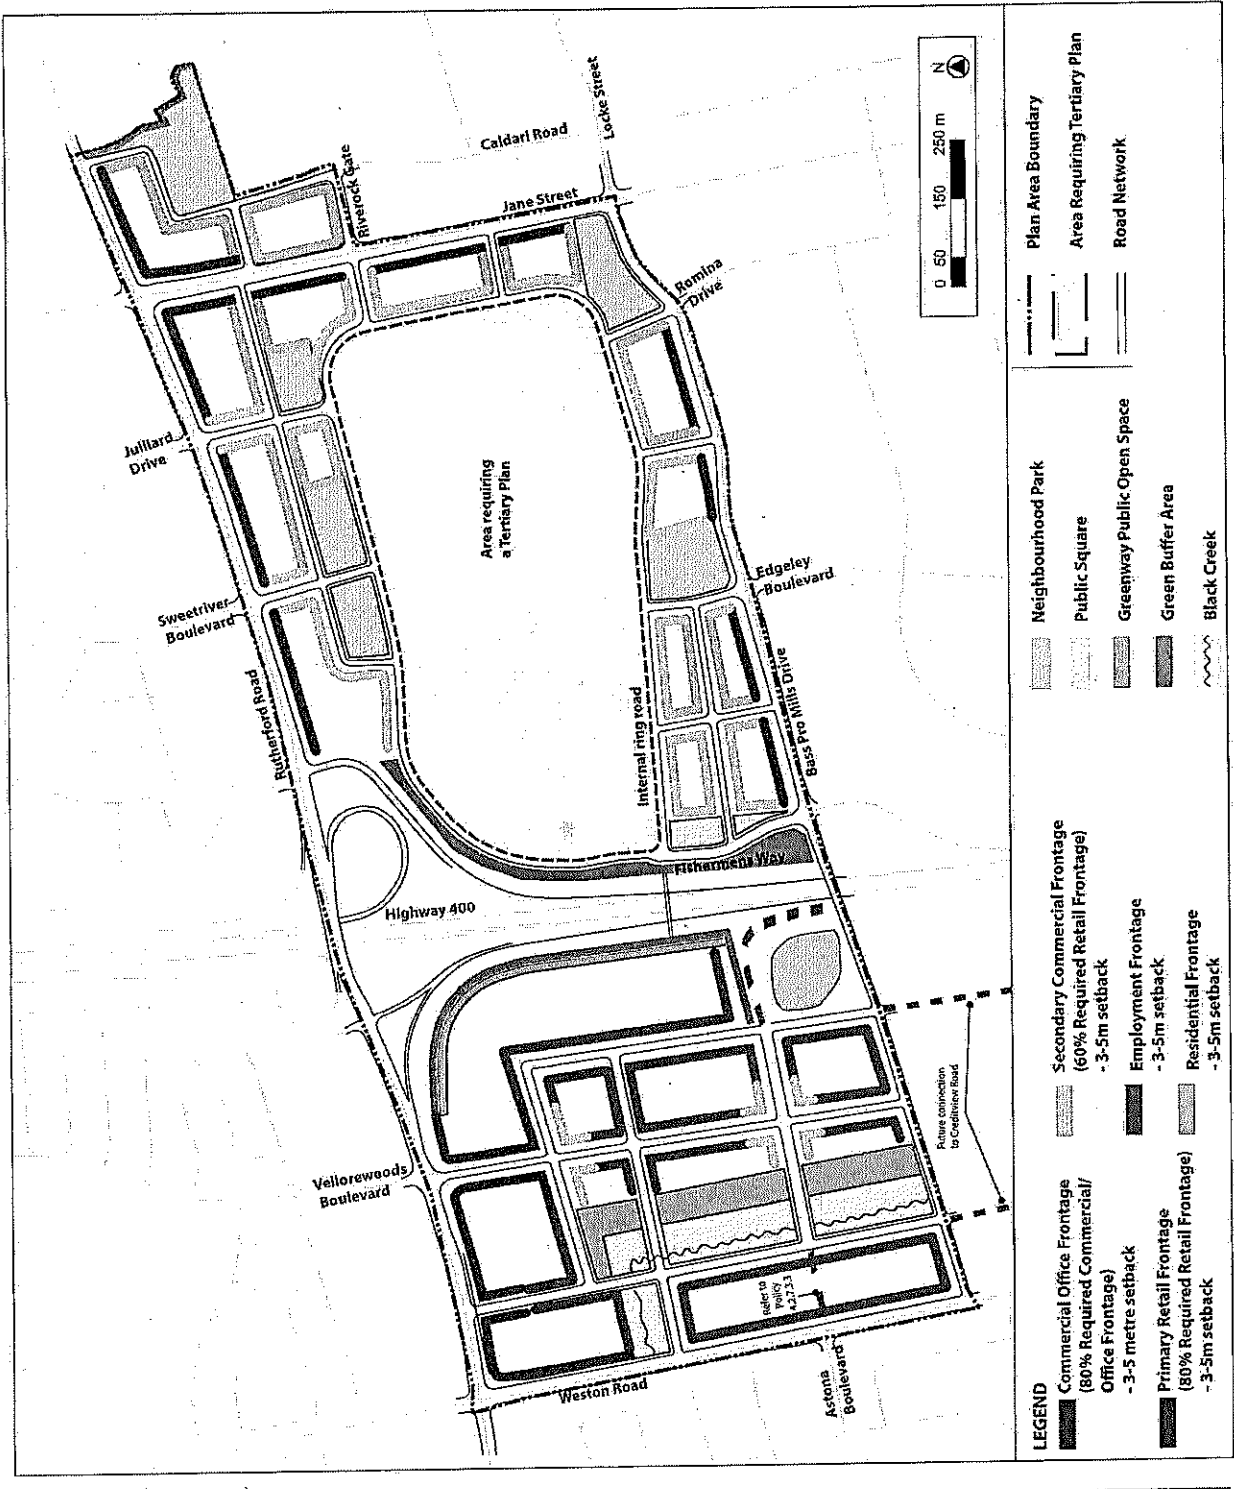 Rutherford Road
Sweetriver
Boulevard
Julliard
Drive
Riverock Gate
Caldari Road
Locke Street
Jane Street
Romina
Drive
Area requiring
a Tertiary Plan
Internal ring road
Edgeley
Boulevard
Bass Pro Mills Drive
Fishermens Way
Highway 400
Vellorewoods
Boulevard
Weston Road
Astona
Boulevard
Refer to
Policy
4.2.7.3.3
Future connection
to Creditview Road
0 50 150 250 m
N
LEGEND
Commercial Office Frontage
(80% Required Commercial/
Office Frontage)
- 3-5 metre setback
Primary Retail Frontage
(80% Required Retail Frontage)
- 3-5m setback
Secondary Commercial Frontage
(60% Required Retail Frontage)
- 3-5m setback
Employment Frontage
- 3-5m setback
Residential Frontage
- 3-5m setback
Neighbourhood Park
Public Square
Greenway Public Open Space
Green Buffer Area
Black Creek
Plan Area Boundary
Area Requiring Tertiary Plan
Road Network